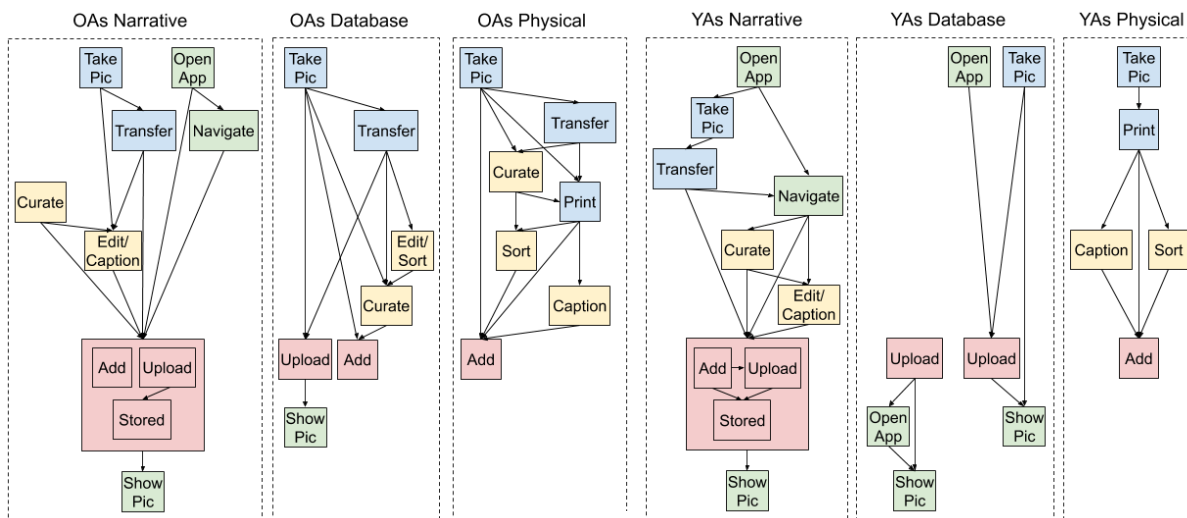 OAs Narrative
Take
Pic
Open
App
Transfer
Navigate
Curate
Edit/
Caption
Add
Upload
Stored
Show
Pic
OAs Database
Take
Pic
Transfer
Edit/
Sort
Curate
Upload
Add
Show
Pic
OAs Physical
Take
Pic
Transfer
Curate
Print
Sort
Caption
Add
YAs Narrative
Open
App
Take
Pic
Transfer
Navigate
Curate
Edit/
Caption
Add
Upload
Stored
Show
Pic
YAs Database
Open
App
Take
Pic
Upload
Upload
Open
App
Show
Pic
Show
Pic
YAs Physical
Take
Pic
Print
Caption
Sort
Add